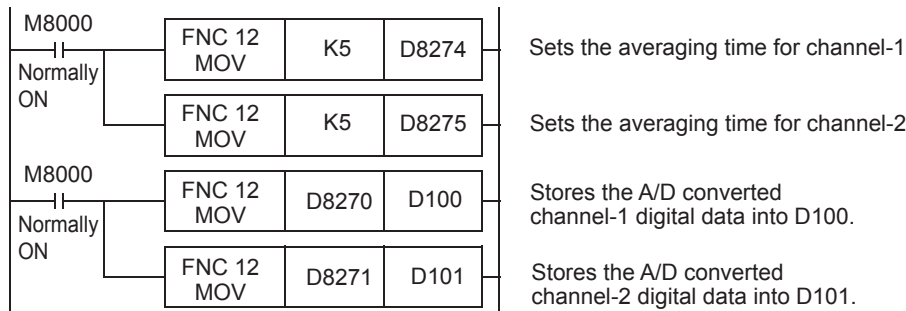 M8000
Normally
ON
FNC 12
MOV
K5
D8274
Sets the averaging time for channel-1
FNC 12
MOV
K5
D8275
Sets the averaging time for channel-2
M8000
Normally
ON
FNC 12
MOV
D8270
D100
Stores the A/D converted
channel-1 digital data into D100.
FNC 12
MOV
D8271
D101
Stores the A/D converted
channel-2 digital data into D101.